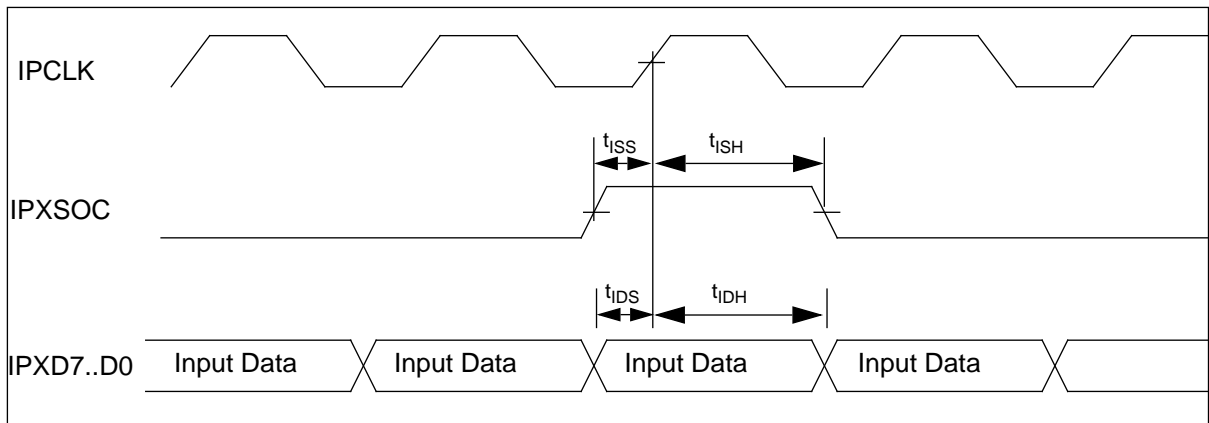 IPCLK
tISS
tISH
IPXSOC
tIDS
tIDH
IPXD7..D0
Input Data
Input Data
Input Data
Input Data